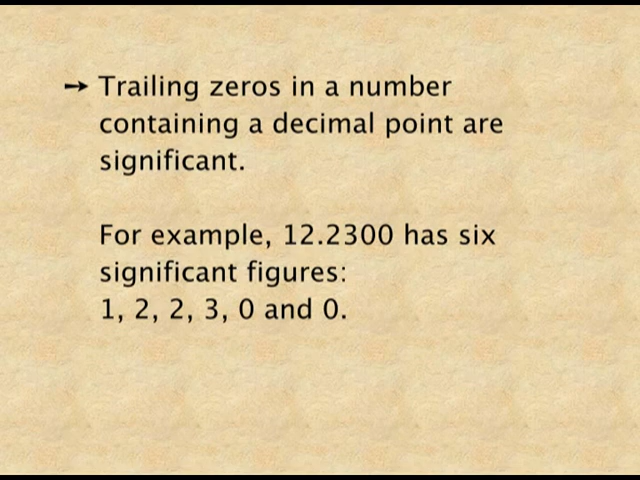 → Trailing zeros in a number
containing a decimal point are
significant.
For example, 12.2300 has six
significant figures:
1, 2, 2, 3, 0 and 0.